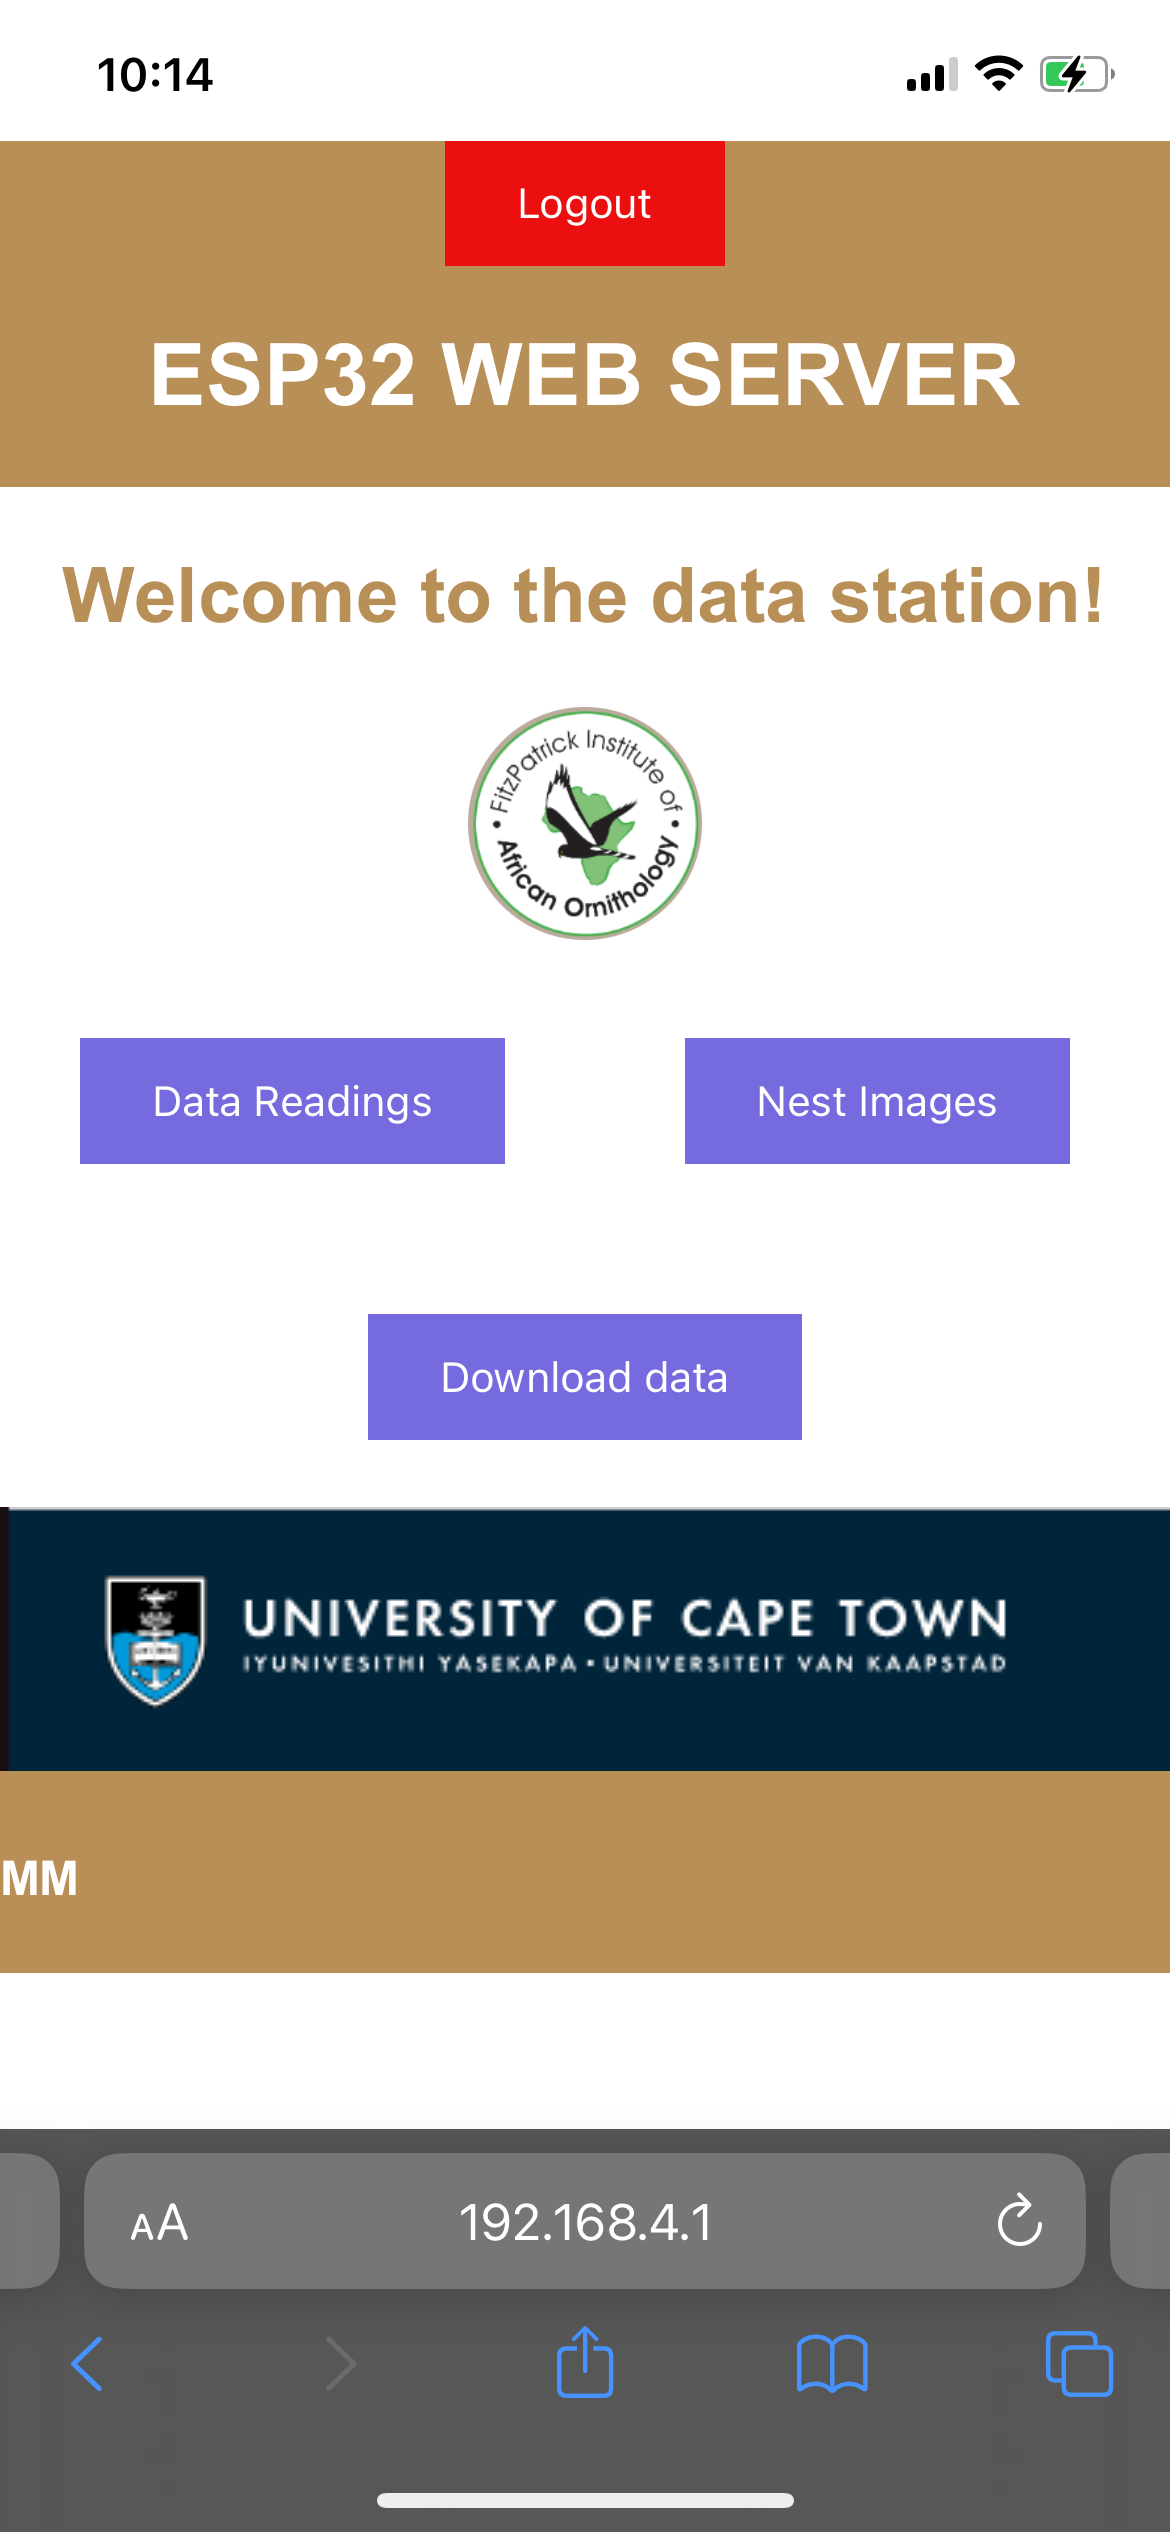 10:14
Logout
ESP32 WEB SERVER
Welcome to the data station!
• FitzPatrick Institute of •
African Ornithology
Data Readings
Nest Images
Download data
UNIVERSITY OF CAPE TOWN
IYUNIVESITHI YASEKAPA • UNIVERSITEIT VAN KAAPSTAD
MM
AA
192.168.4.1